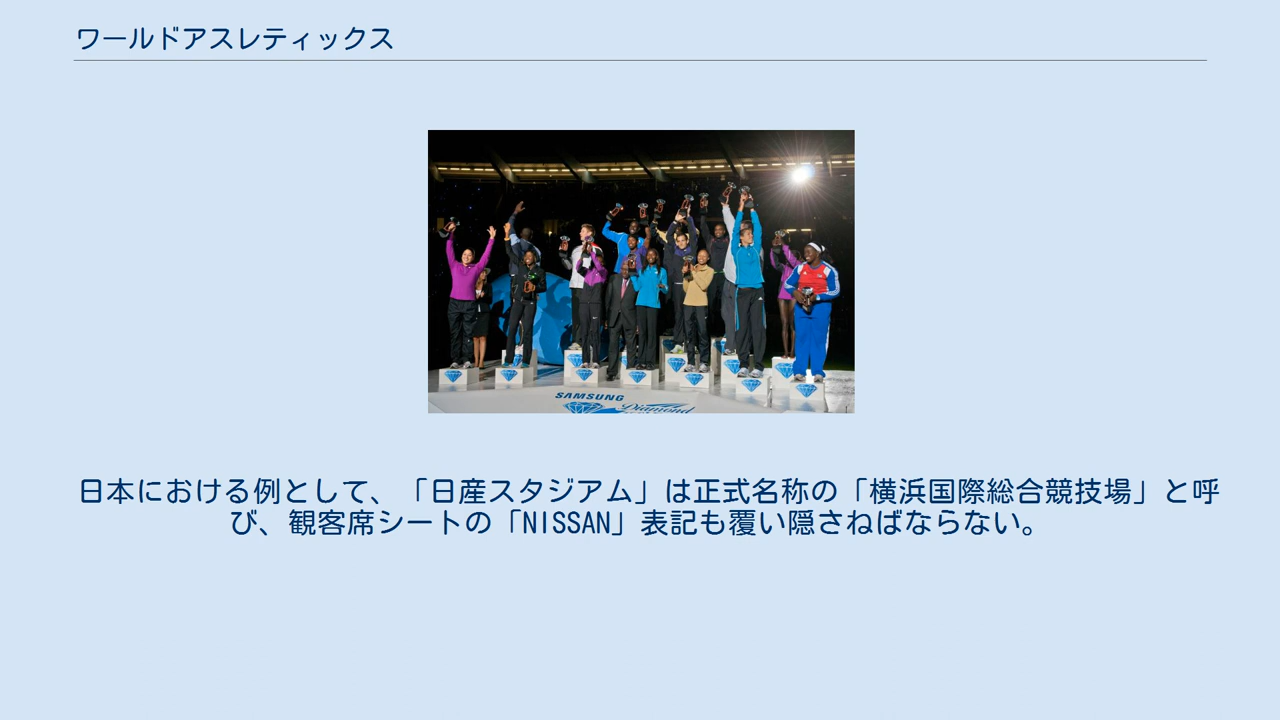 ワールドアスレティックス
SAMSUNG
Diamond
日本における例として、「日産スタジアム」は正式名称の「横浜国際総合競技場」と呼
び、観客席シートの「NISSAN」表記も覆い隠さねばならない。